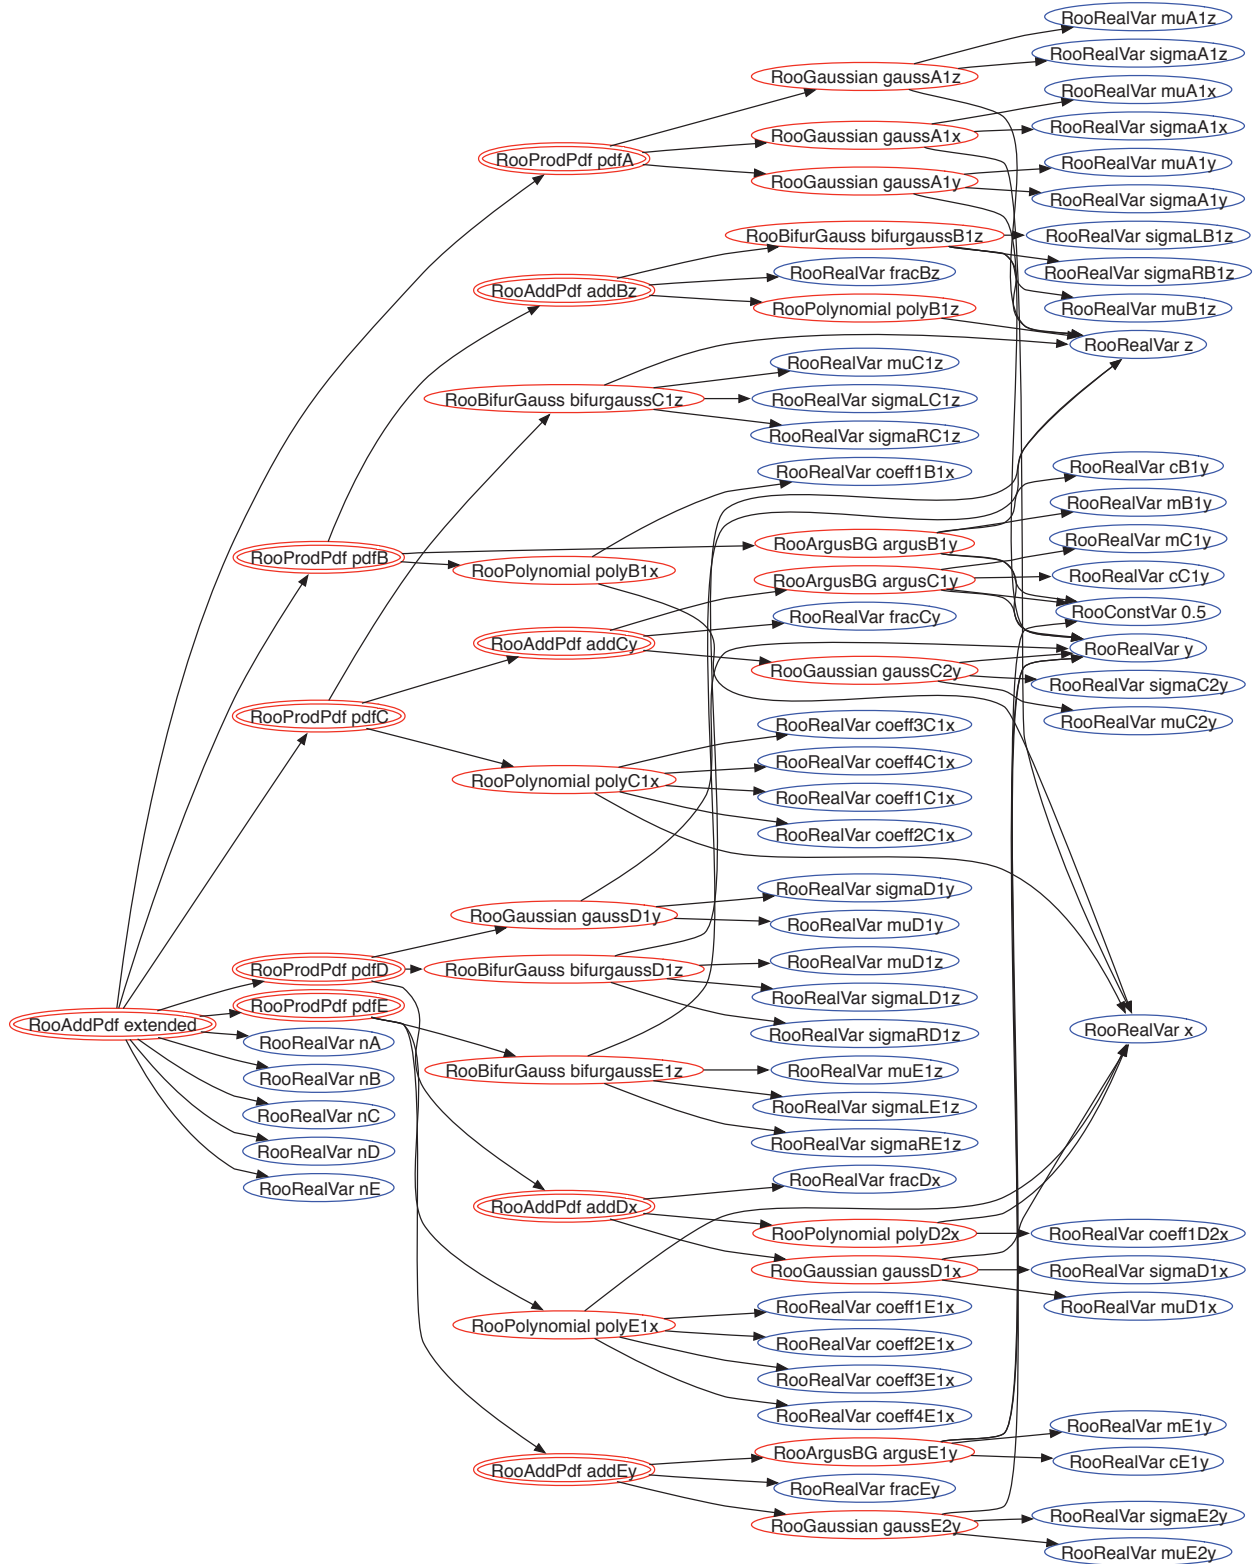 RooRealVar muA1z
RooRealVar sigmaA1z
RooGaussian gaussA1z
RooRealVar muA1x
RooRealVar sigmaA1x
RooGaussian gaussA1x
RooProdPdf pdfA
RooRealVar muA1y
RooGaussian gaussA1y
RooRealVar sigmaA1y
RooBifurGauss bifurgaussB1z
RooRealVar sigmaLB1z
RooRealVar fracBz
RooRealVar sigmaRB1z
RooAddPdf addBz
RooPolynomial polyB1z
RooRealVar muB1z
RooRealVar z
RooRealVar muC1z
RooBifurGauss bifurgaussC1z
RooRealVar sigmaLC1z
RooRealVar sigmaRC1z
RooRealVar coeff1B1x
RooRealVar cB1y
RooRealVar mB1y
RooArgusBG argusB1y
RooRealVar mC1y
RooProdPdf pdfB
RooPolynomial polyB1x
RooArgusBG argusC1y
RooRealVar cC1y
RooRealVar fracCy
RooConstVar 0.5
RooAddPdf addCy
RooRealVar y
RooGaussian gaussC2y
RooRealVar sigmaC2y
RooProdPdf pdfC
RooRealVar coeff3C1x
RooRealVar muC2y
RooRealVar coeff4C1x
RooPolynomial polyC1x
RooRealVar coeff1C1x
RooRealVar coeff2C1x
RooRealVar sigmaD1y
RooGaussian gaussD1y
RooRealVar muD1y
RooProdPdf pdfD
RooBifurGauss bifurgaussD1z
RooRealVar muD1z
RooRealVar sigmaLD1z
RooProdPdf pdfE
RooAddPdf extended
RooRealVar sigmaRD1z
RooRealVar x
RooRealVar nA
RooBifurGauss bifurgaussE1z
RooRealVar muE1z
RooRealVar nB
RooRealVar sigmaLE1z
RooRealVar nC
RooRealVar sigmaRE1z
RooRealVar nD
RooRealVar fracDx
RooRealVar nE
RooAddPdf addDx
RooPolynomial polyD2x
RooRealVar coeff1D2x
RooGaussian gaussD1x
RooRealVar sigmaD1x
RooRealVar coeff1E1x
RooRealVar muD1x
RooPolynomial polyE1x
RooRealVar coeff2E1x
RooRealVar coeff3E1x
RooRealVar coeff4E1x
RooRealVar mE1y
RooArgusBG argusE1y
RooRealVar cE1y
RooAddPdf addEy
RooRealVar fracEy
RooRealVar sigmaE2y
RooGaussian gaussE2y
RooRealVar muE2y